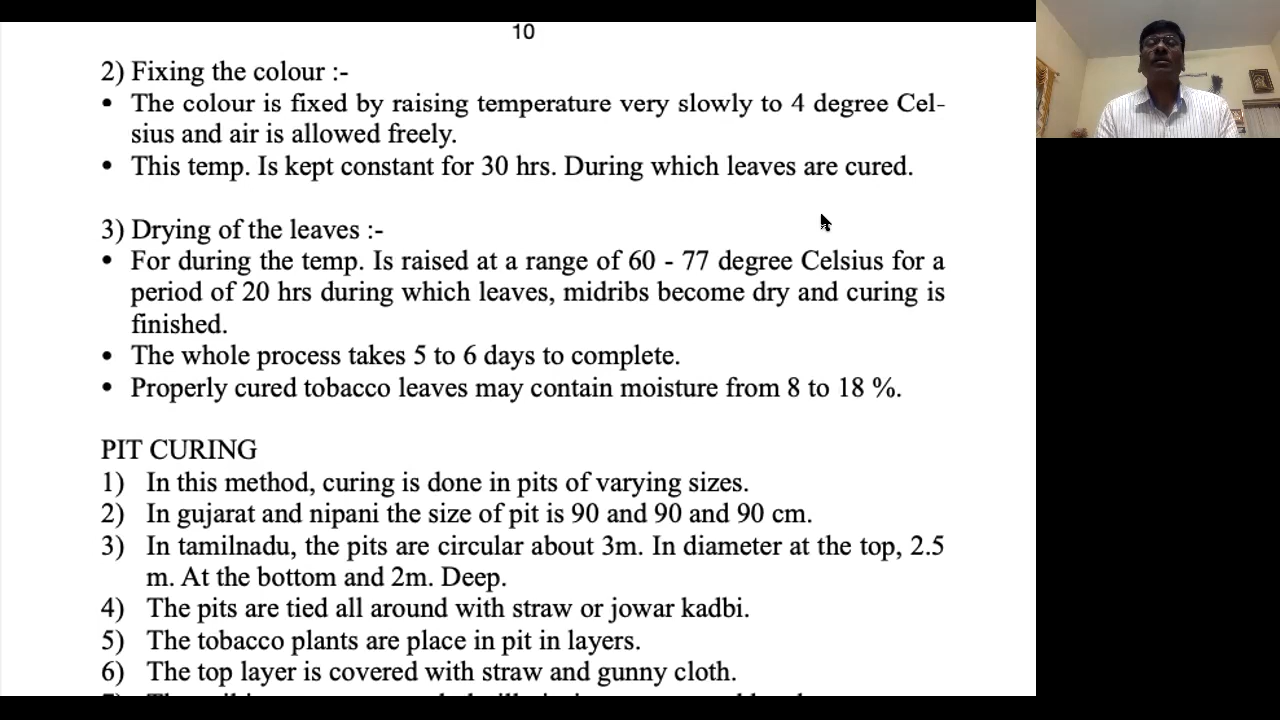 10
2) Fixing the colour :-
• The colour is fixed by raising temperature very slowly to 4 degree Cel-
sius and air is allowed freely.
• This temp. Is kept constant for 30 hrs. During which leaves are cured.
3) Drying of the leaves :-
• For during the temp. Is raised at a range of 60 - 77 degree Celsius for a
period of 20 hrs during which leaves, midribs become dry and curing is
finished.
• The whole process takes 5 to 6 days to complete.
• Properly cured tobacco leaves may contain moisture from 8 to 18 %.
PIT CURING
1) In this method, curing is done in pits of varying sizes.
2) In gujarat and nipani the size of pit is 90 and 90 and 90 cm.
3) In tamilnadu, the pits are circular about 3m. In diameter at the top, 2.5
m. At the bottom and 2m. Deep.
4) The pits are tied all around with straw or jowar kadbi.
5) The tobacco plants are place in pit in layers.
6) The top layer is covered with straw and gunny cloth.